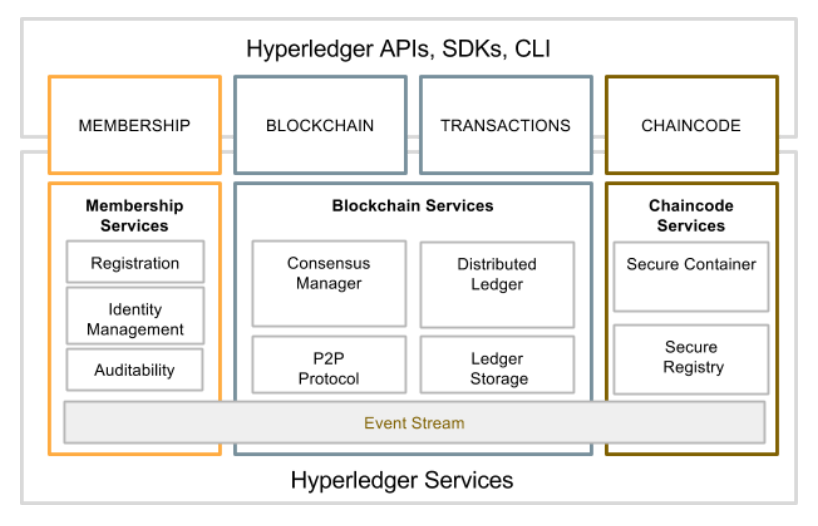 Hyperledger APIs, SDKs, CLI
MEMBERSHIP
BLOCKCHAIN
TRANSACTIONS
CHAINCODE
Membership
Services
Registration
Identity
Management
Auditability
Blockchain Services
Consensus
Manager
Distributed
Ledger
P2P
Protocol
Ledger
Storage
Chaincode
Services
Secure Container
Secure
Registry
Event Stream
Hyperledger Services